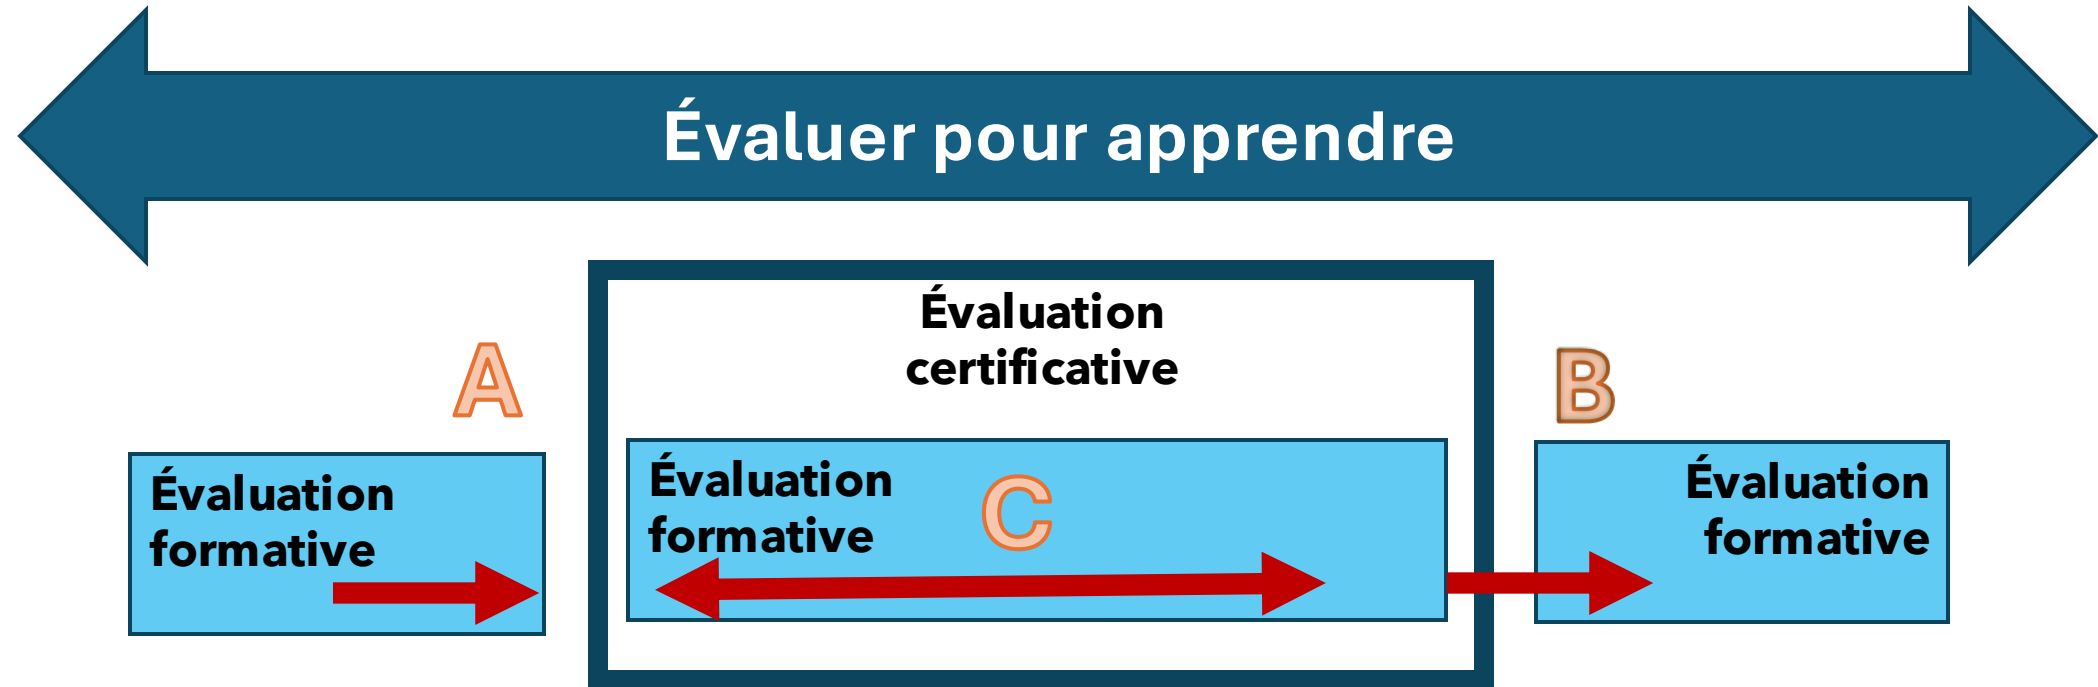 Évaluer pour apprendre
Évaluation
certificative
A
B
Évaluation
formative
Évaluation
formative
C
Évaluation
formative